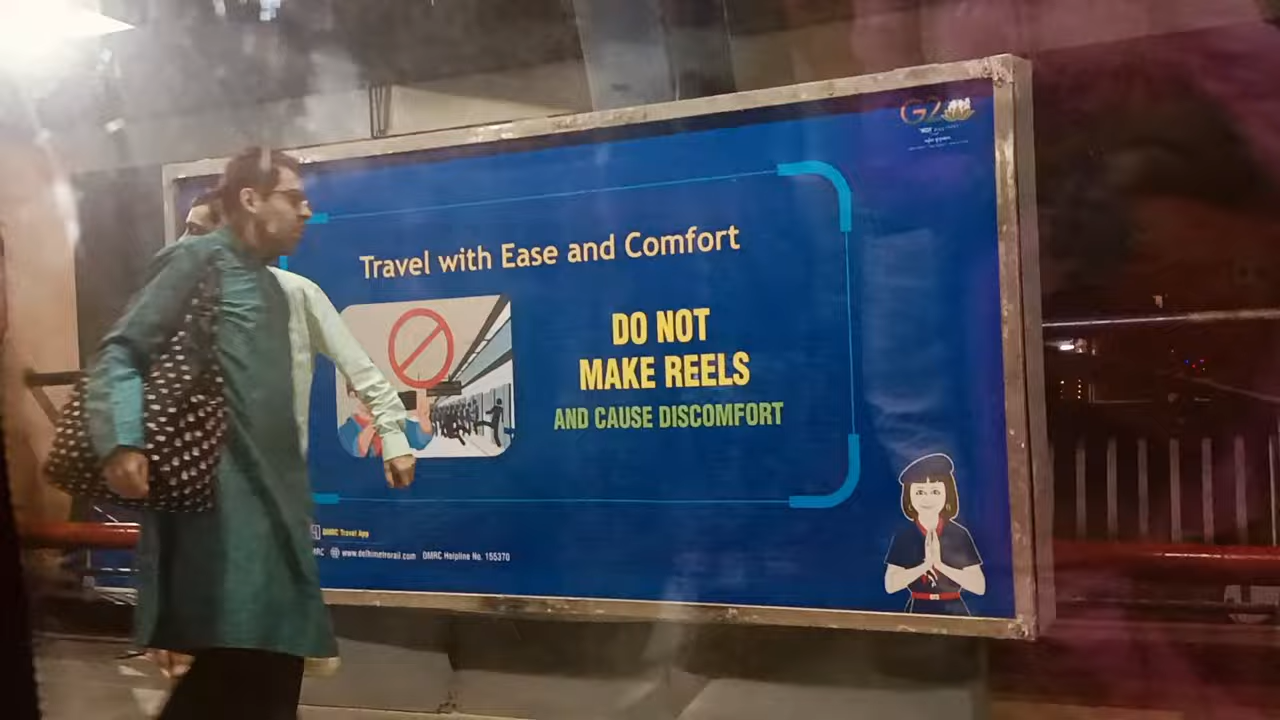 G20
Travel with Ease and Comfort
DO NOT
MAKE REELS
AND CAUSE DISCOMFORT
DMRC Travel App
MRC www.delhimetrorail.com DMRC Helpline No. 155370